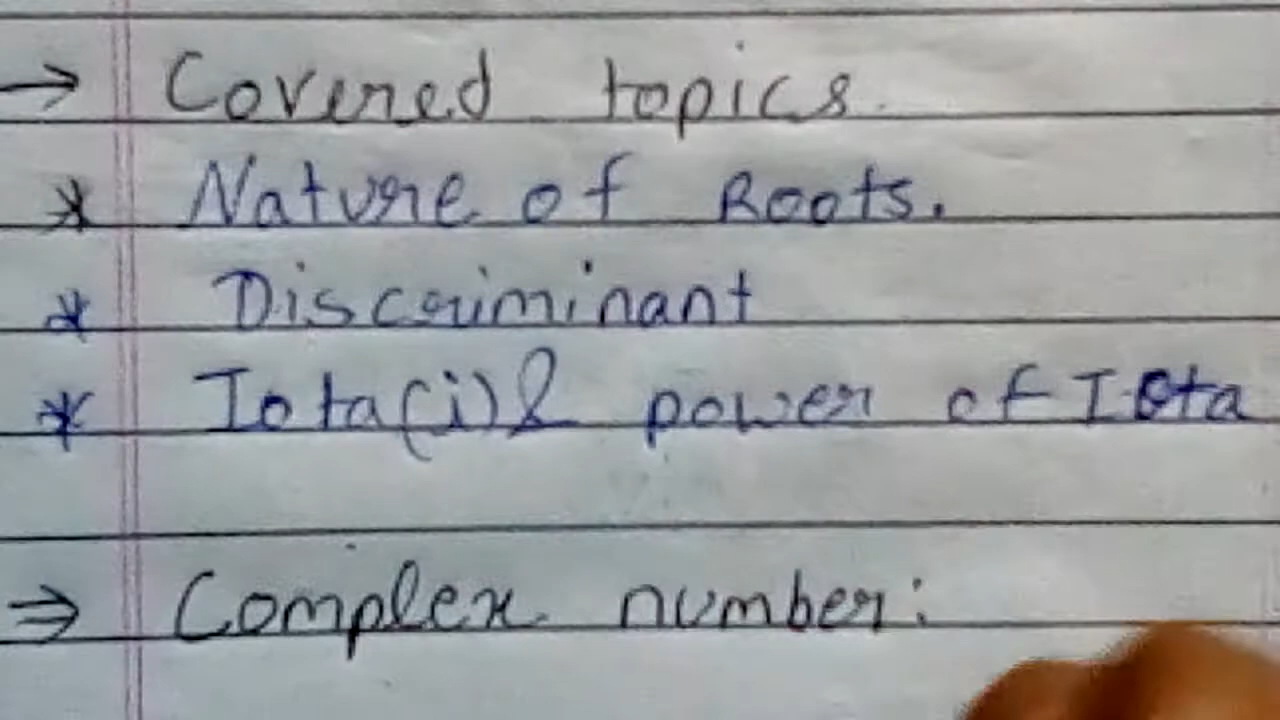 → Covered topics.
* Nature of Roots.
* Discriminant
* Iota(i) & power of Iota
⇒ Complex number: